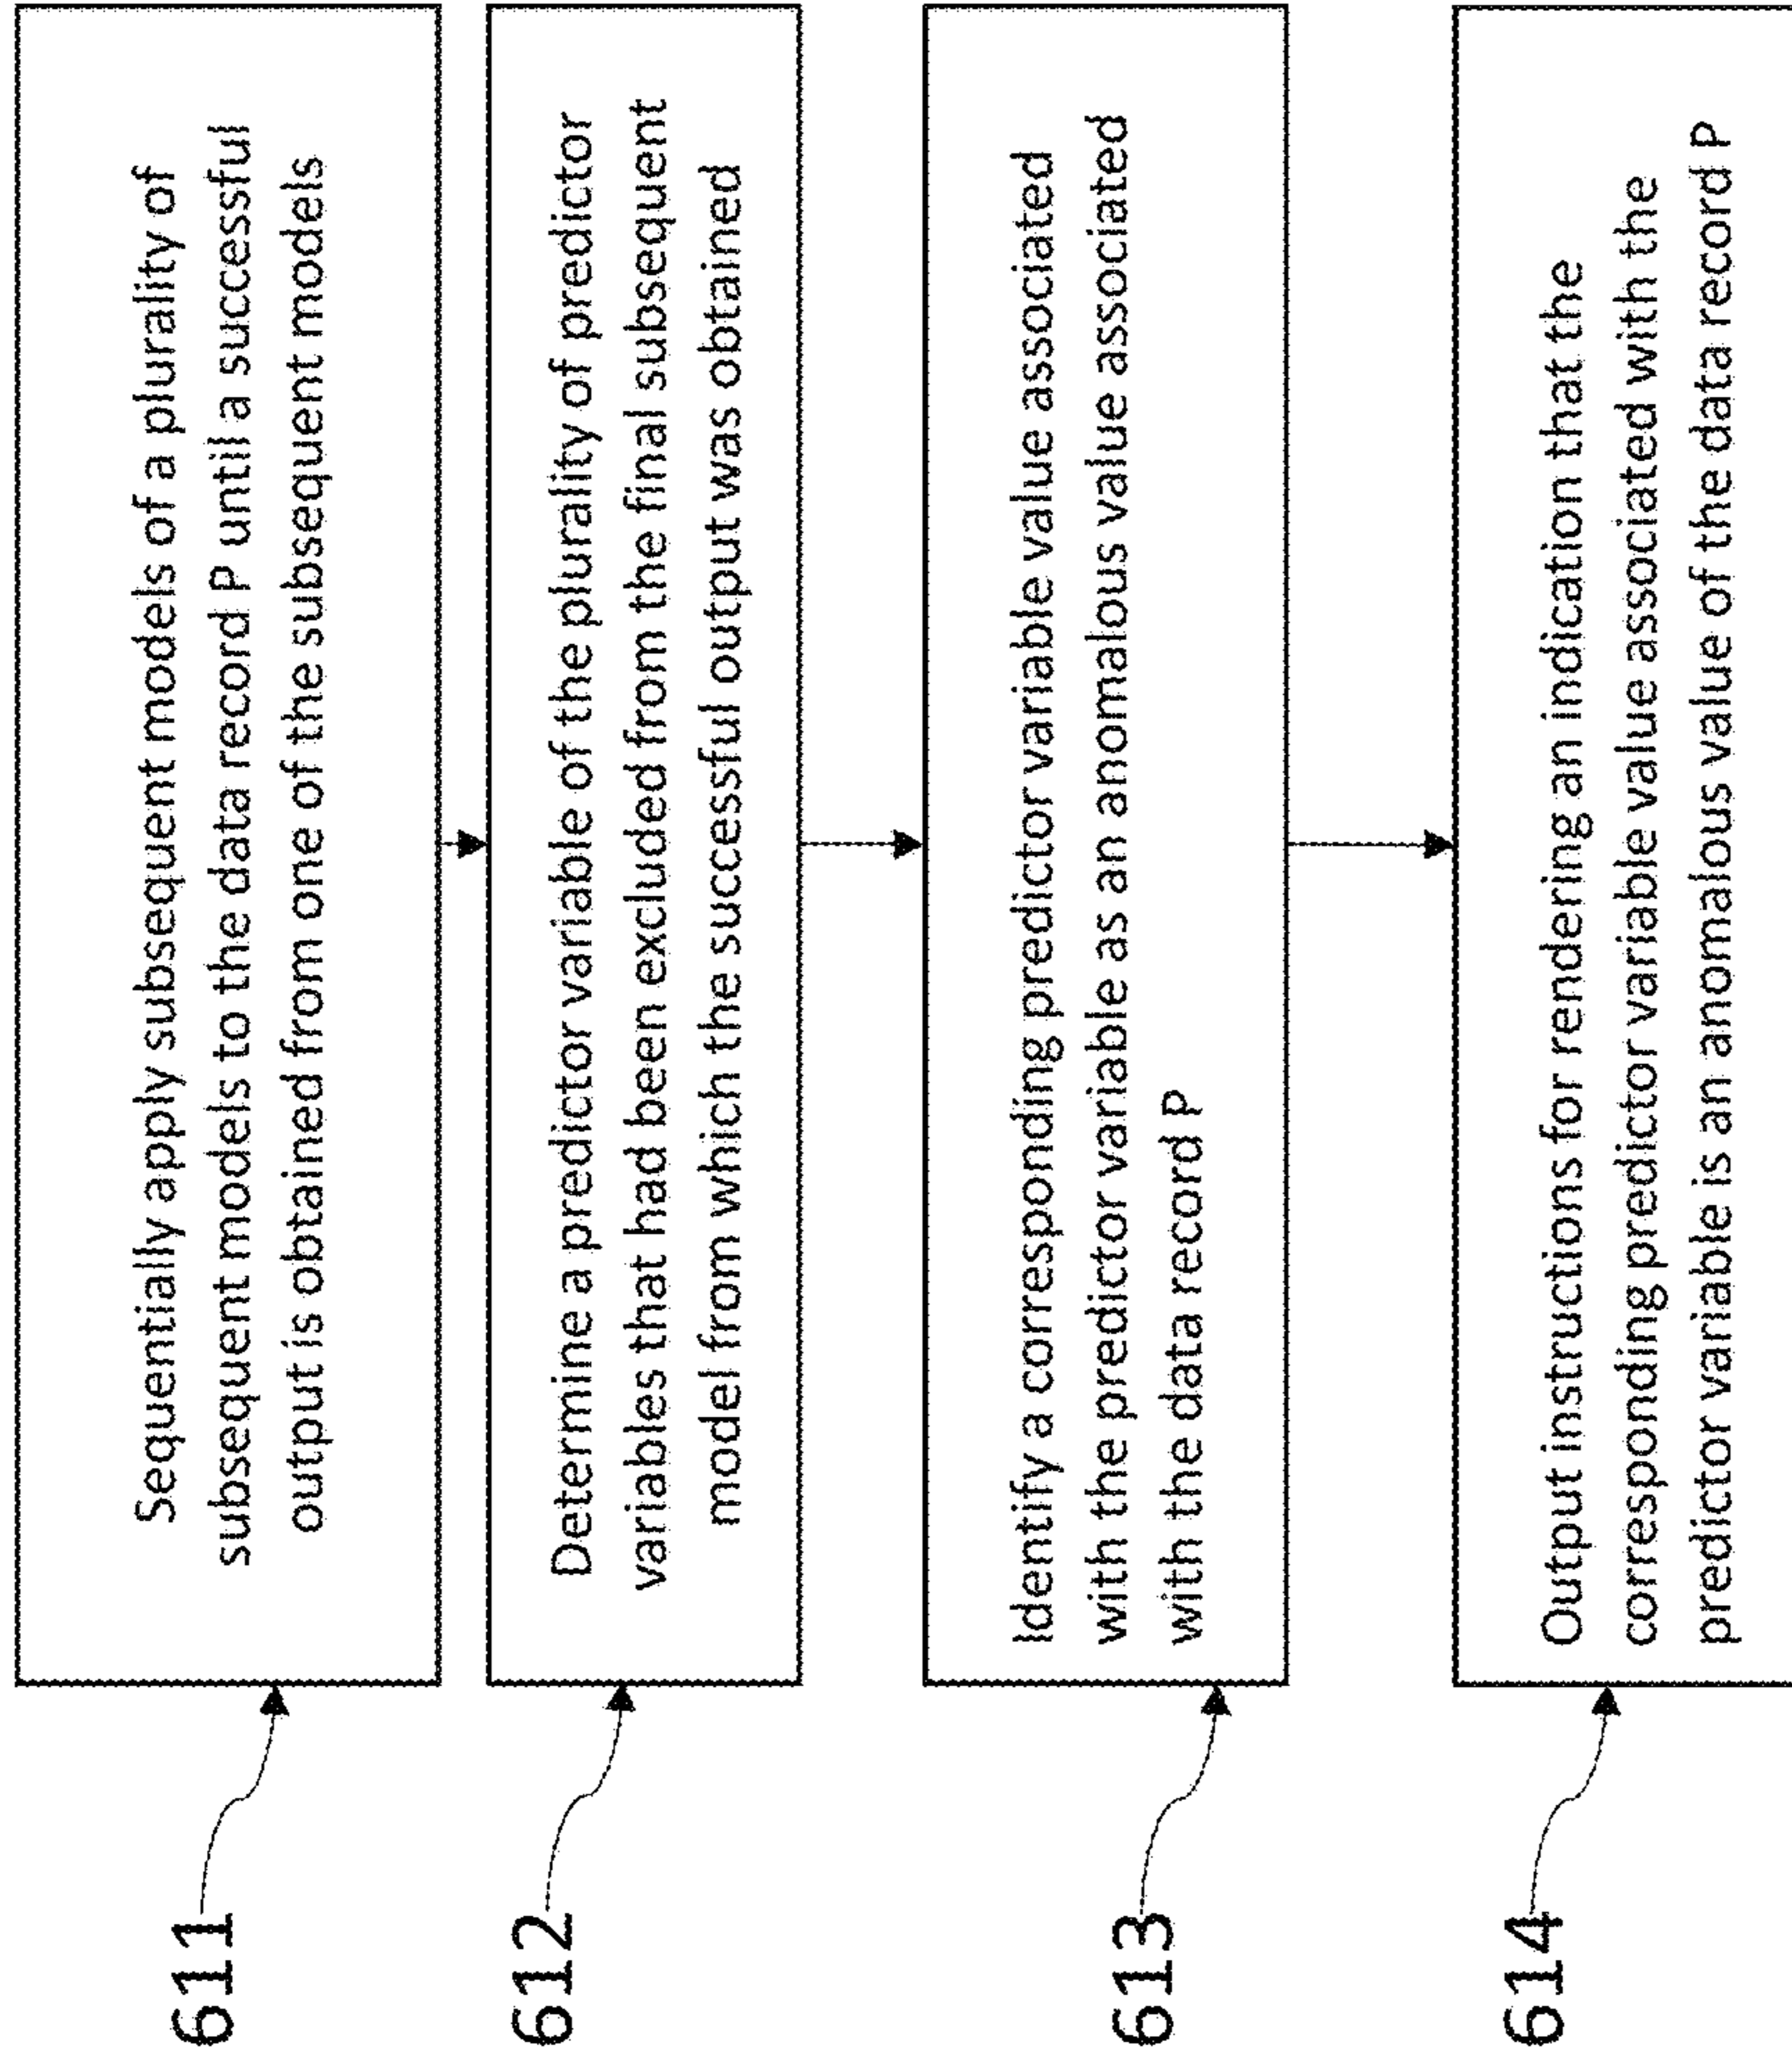 611
Sequentially apply subsequent models of a plurality of
subsequent models to the data record P until a successful
output is obtained from one of the subsequent models
612
Determine a predictor variable of the plurality of predictor
variables that had been excluded from the final subsequent
model from which the successful output was obtained
613
Identify a corresponding predictor variable value associated
with the predictor variable as an anomalous value associated
with the data record P
614
Output instructions for rendering an indication that the
corresponding predictor variable value associated with the
predictor variable is an anomalous value of the data record P